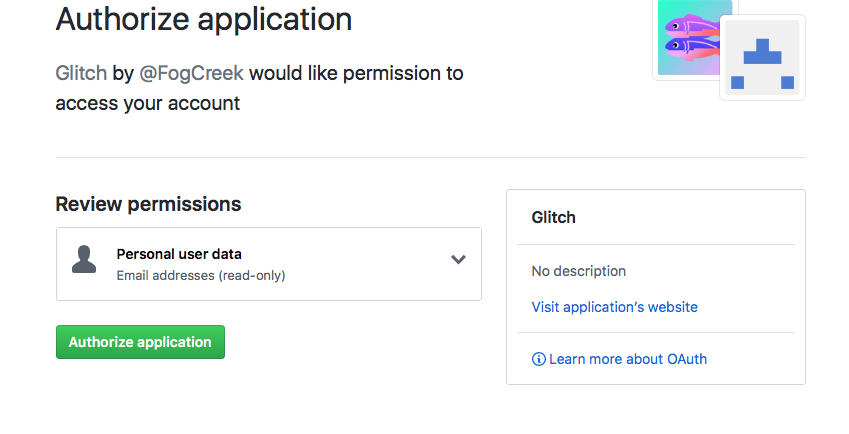 Authorize application
Glitch by @FogCreek would like permission to
access your account
Review permissions
Personal user data
Email addresses (read-only)
Authorize application
Glitch
No description
Visit application's website
Learn more about OAuth